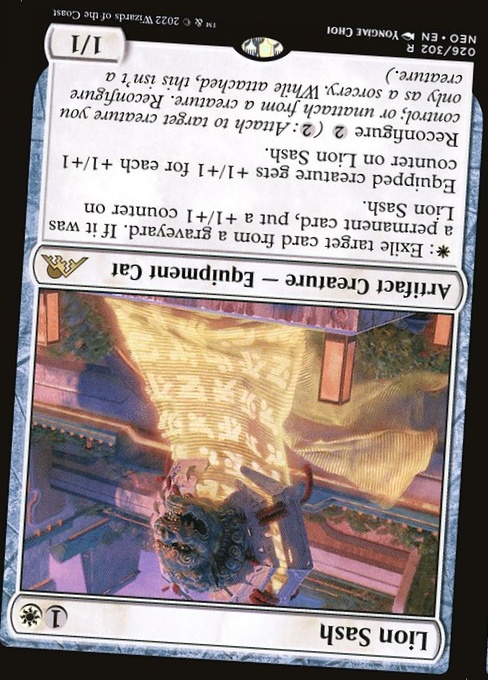 Lion Sash
1
Artifact Creature — Equipment Cat
: Exile target card from a graveyard. If it was
a permanent card, put a +1/+1 counter on
Lion Sash.
Equipped creature gets +1/+1 for each +1/+1
counter on Lion Sash.
Reconfigure 2 (2: Attach to target creature you
control; or unattach from a creature. Reconfigure
only as a sorcery. While attached, this isn't a
creature.)
1/1
026/302 R
NEO • EN YONGJAE CHOI
™ & © 2022 Wizards of the Coast